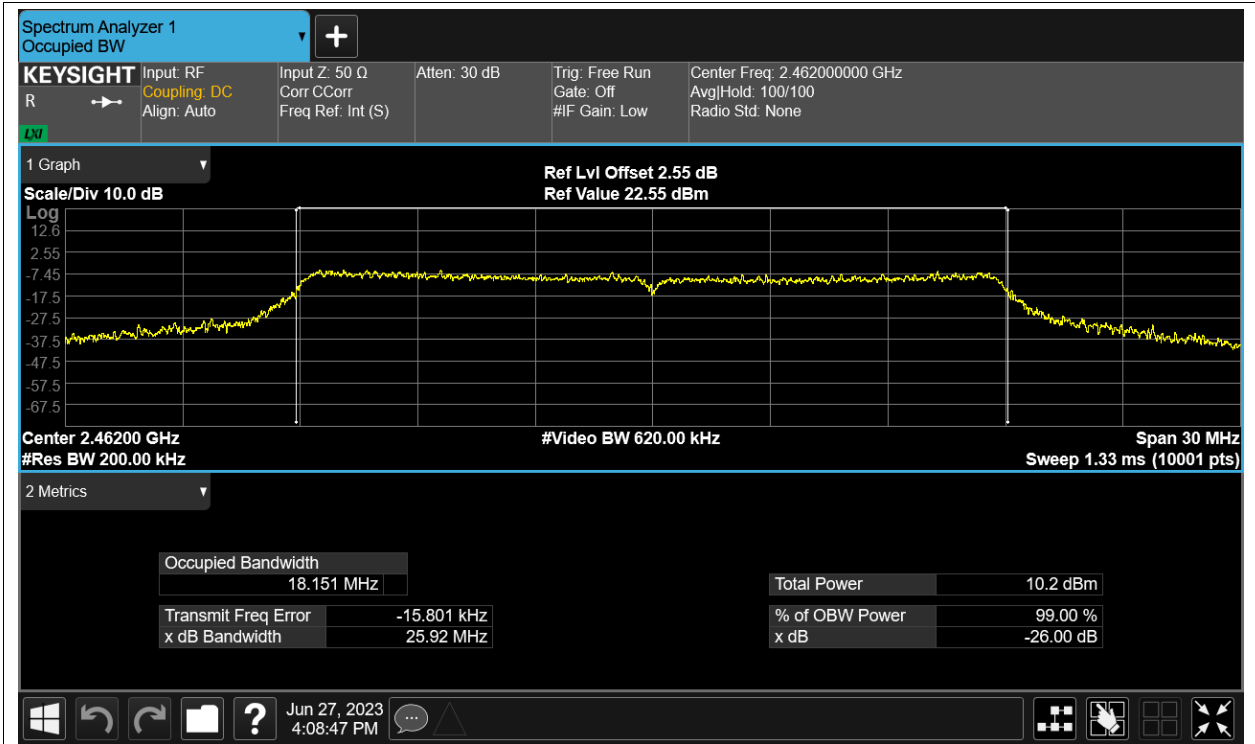 Spectrum Analyzer 1
Occupied BW
KEYSIGHT
R
LXI
Input: RF
Coupling: DC
Align: Auto
Input Z: 50 Ω
Corr CCorr
Freq Ref: Int (S)
Atten: 30 dB
Trig: Free Run
Gate: Off
#IF Gain: Low
Center Freq: 2.462000000 GHz
Avg|Hold: 100/100
Radio Std: None
1 Graph
Scale/Div 10.0 dB
Ref Lvl Offset 2.55 dB
Ref Value 22.55 dBm
Log
12.6
2.55
-7.45
-17.5
-27.5
-37.5
-47.5
-57.5
-67.5
Center 2.46200 GHz
#Res BW 200.00 kHz
#Video BW 620.00 kHz
Span 30 MHz
Sweep 1.33 ms (10001 pts)
2 Metrics
Occupied Bandwidth
18.151 MHz
Transmit Freq Error -15.801 kHz
x dB Bandwidth 25.92 MHz
Total Power 10.2 dBm
% of OBW Power 99.00 %
x dB -26.00 dB
?
Jun 27, 2023
4:08:47 PM